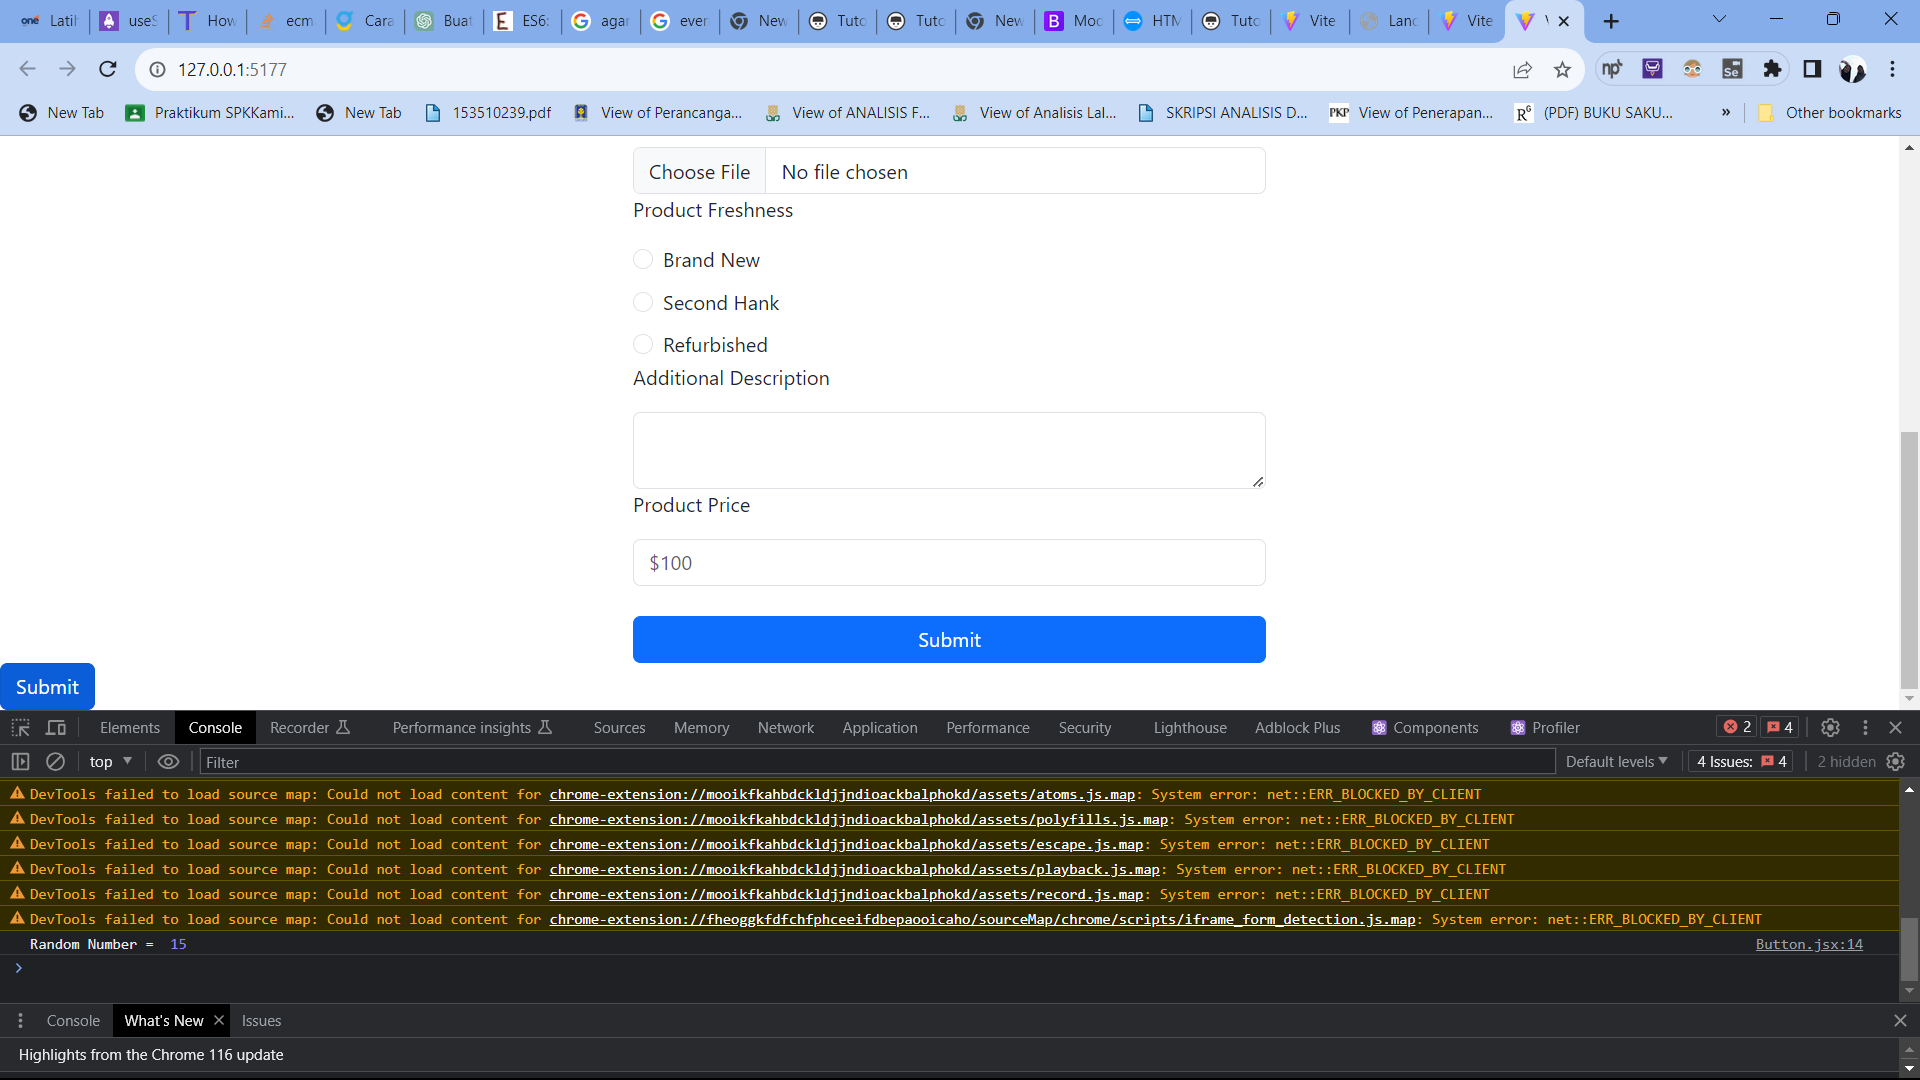 one Latih
useS
How
ecm
Cara
Buat
E ES6:
agar
even
New
Tuto
Tuto
New
B Moo
HTM
Tuto
Vite
Land
Vite
127.0.0.1:5177
New Tab
Praktikum SPKKami...
New Tab
153510239.pdf
View of Perancanga...
View of ANALISIS F...
View of Analisis Lal...
SKRIPSI ANALISIS D...
PKP View of Penerapan...
RG (PDF) BUKU SAKU...
» Other bookmarks
Choose File No file chosen
Product Freshness
Brand New
Second Hank
Refurbished
Additional Description
Product Price
$100
Submit
Submit
Elements Console Recorder Performance insights Sources Memory Network Application Performance Security Lighthouse Adblock Plus Components Profiler 2 4
top Filter Default levels 4 Issues: 4 2 hidden
DevTools failed to load source map: Could not load content for chrome-extension://mooikfkahbdckldjjndioackbalphokd/assets/atoms.js.map: System error: net::ERR_BLOCKED_BY_CLIENT
DevTools failed to load source map: Could not load content for chrome-extension://mooikfkahbdckldjjndioackbalphokd/assets/polyfills.js.map: System error: net::ERR_BLOCKED_BY_CLIENT
DevTools failed to load source map: Could not load content for chrome-extension://mooikfkahbdckldjjndioackbalphokd/assets/escape.js.map: System error: net::ERR_BLOCKED_BY_CLIENT
DevTools failed to load source map: Could not load content for chrome-extension://mooikfkahbdckldjjndioackbalphokd/assets/playback.js.map: System error: net::ERR_BLOCKED_BY_CLIENT
DevTools failed to load source map: Could not load content for chrome-extension://mooikfkahbdckldjjndioackbalphokd/assets/record.js.map: System error: net::ERR_BLOCKED_BY_CLIENT
DevTools failed to load source map: Could not load content for chrome-extension://fheoggkfdfchfphceeifdbepaooicaho/sourceMap/chrome/scripts/iframe_form_detection.js.map: System error: net::ERR_BLOCKED_BY_CLIENT
Random Number = 15 Button.jsx:14
Console What's New Issues
Highlights from the Chrome 116 update